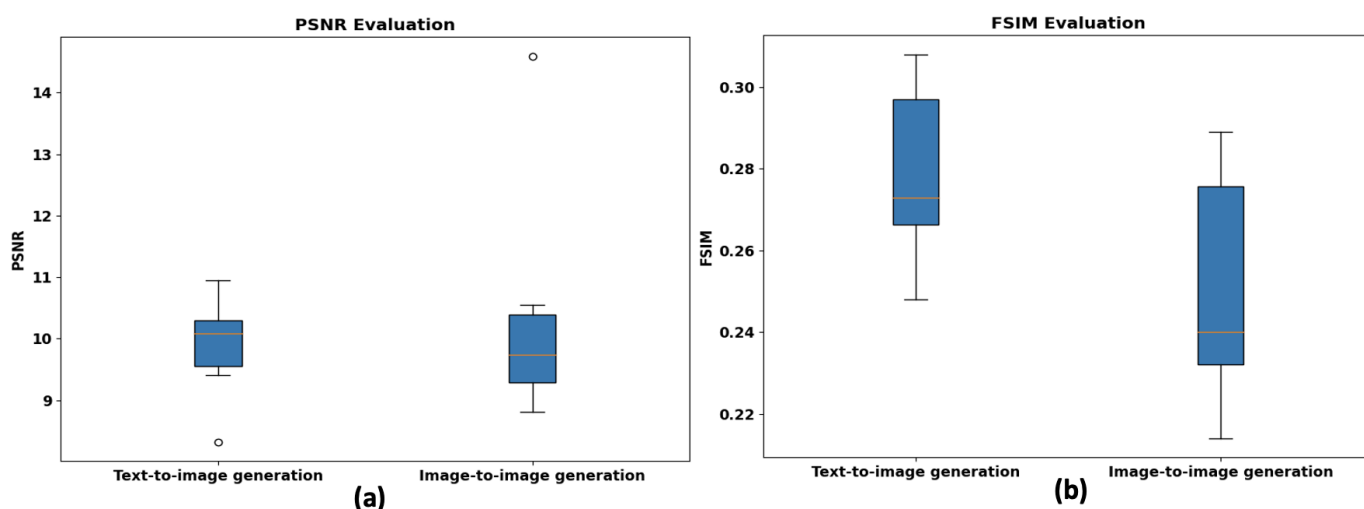 PSNR Evaluation
14
13
12
11
10
9
PSNR
Text-to-image generation
Image-to-image generation
(a)
FSIM Evaluation
0.30
0.28
0.26
0.24
0.22
FSIM
Text-to-image generation
Image-to-image generation
(b)